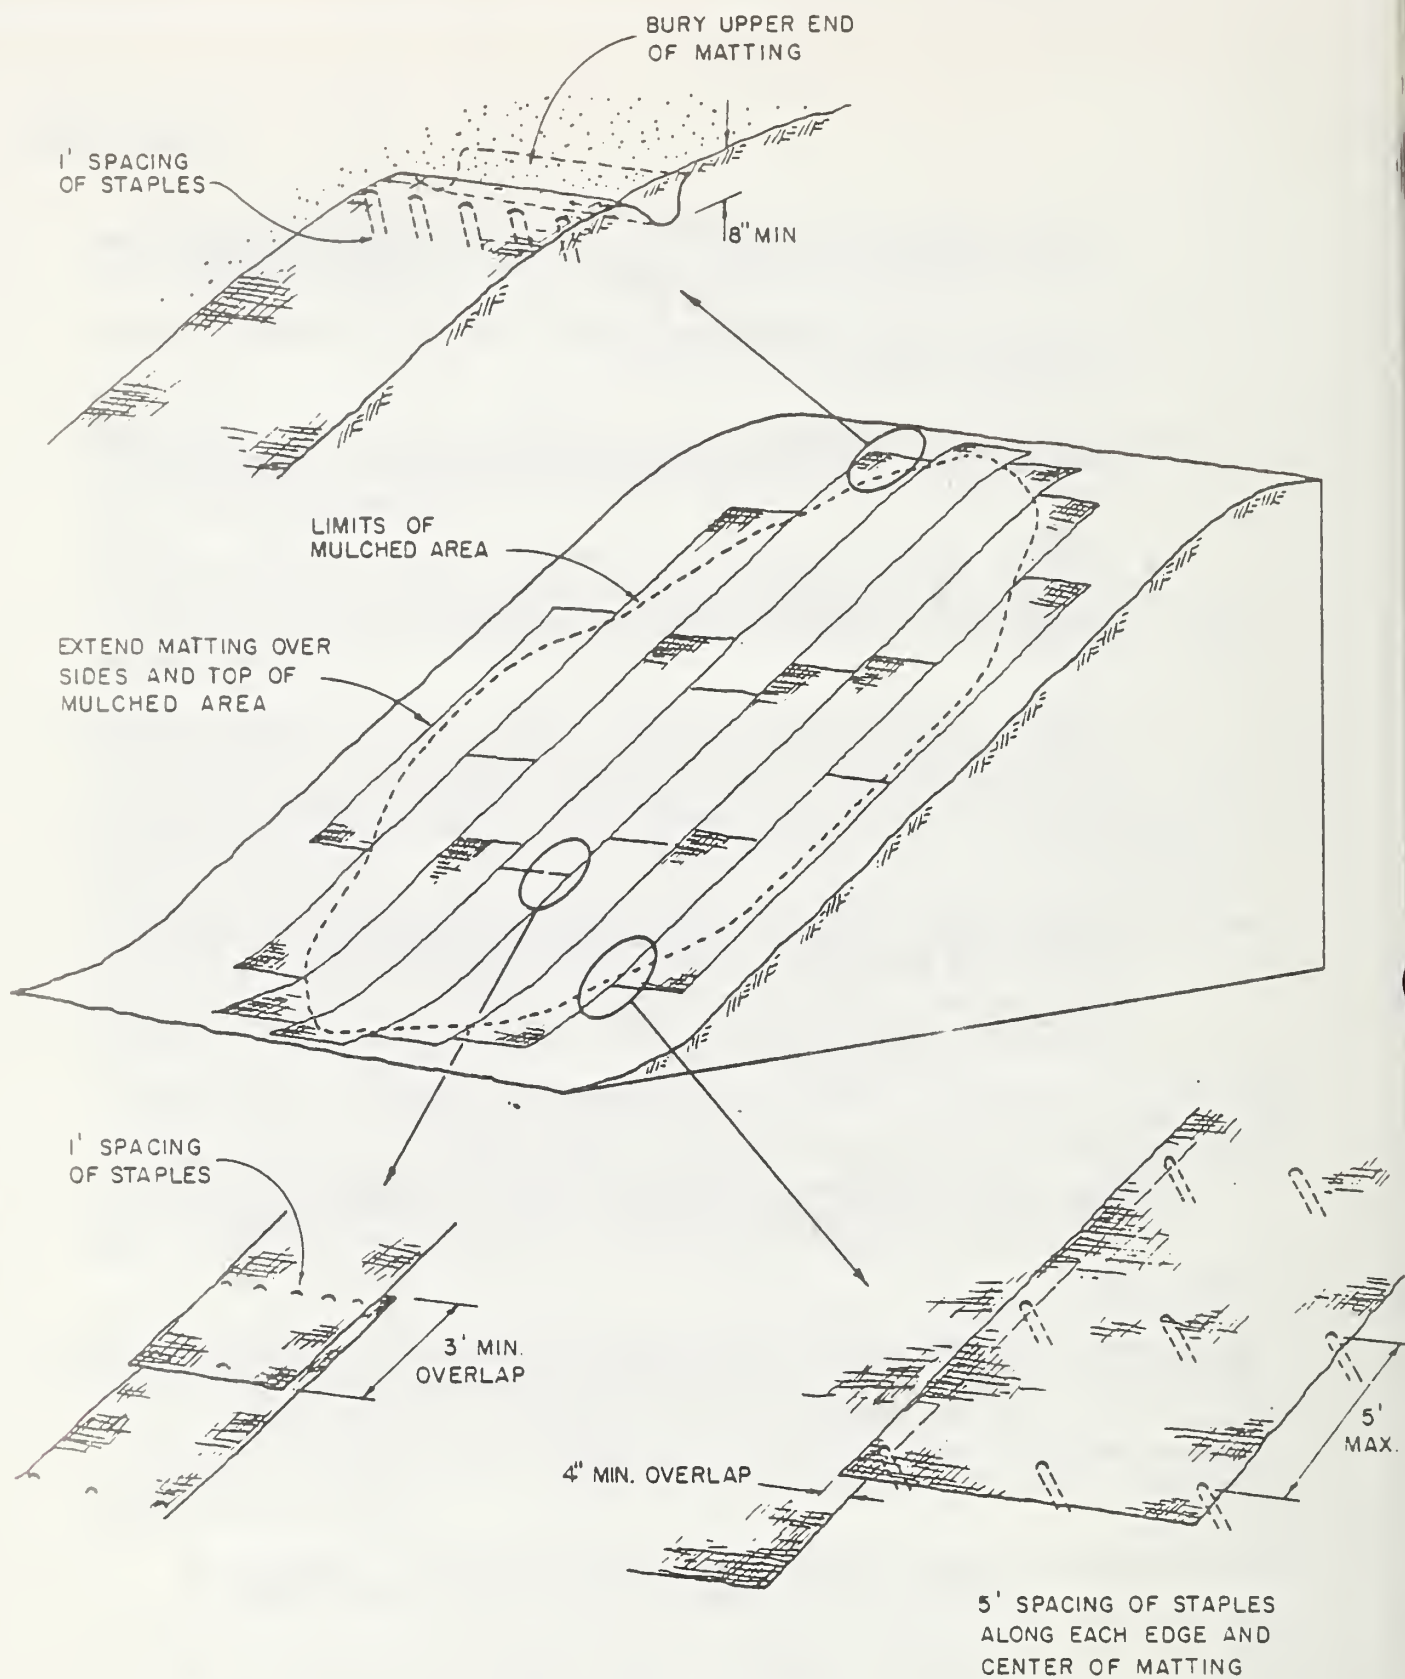 BURY UPPER END
OF MATTING
1' SPACING
OF STAPLES
8" MIN
LIMITS OF
MULCHED AREA
EXTEND MATTING OVER
SIDES AND TOP OF
MULCHED AREA
1' SPACING
OF STAPLES
3' MIN.
OVERLAP
4" MIN. OVERLAP
5'
MAX.
5' SPACING OF STAPLES
ALONG EACH EDGE AND
CENTER OF MATTING